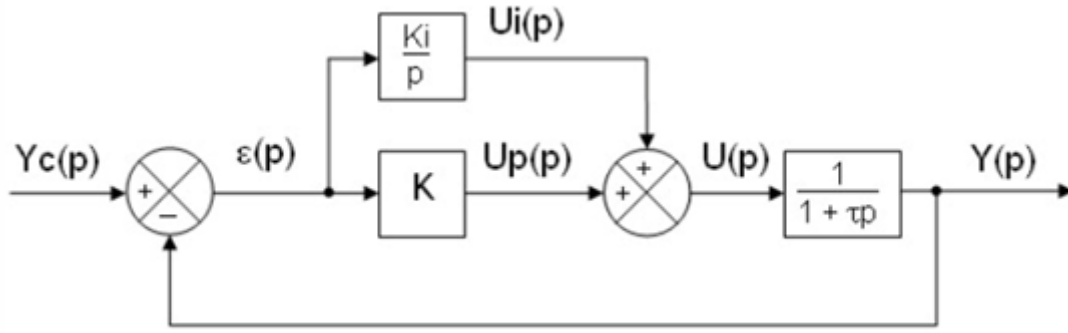 Ki
p
Ui(p)
Yc(p)
+
−
ε(p)
K
Up(p)
+
+
U(p)
1
1 + τp
Y(p)